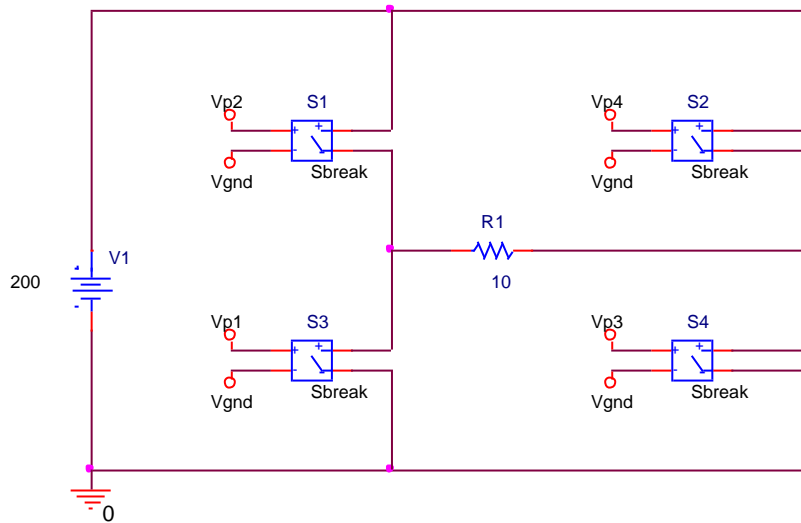 Vp2 S1 Vp4 S2
+ + + +
- -
Vgnd Sbreak Vgnd Sbreak
R1
V1
200 10
-
Vp1 S3 Vp3 S4
+ + + +
- -
Vgnd Sbreak Vgnd Sbreak
0